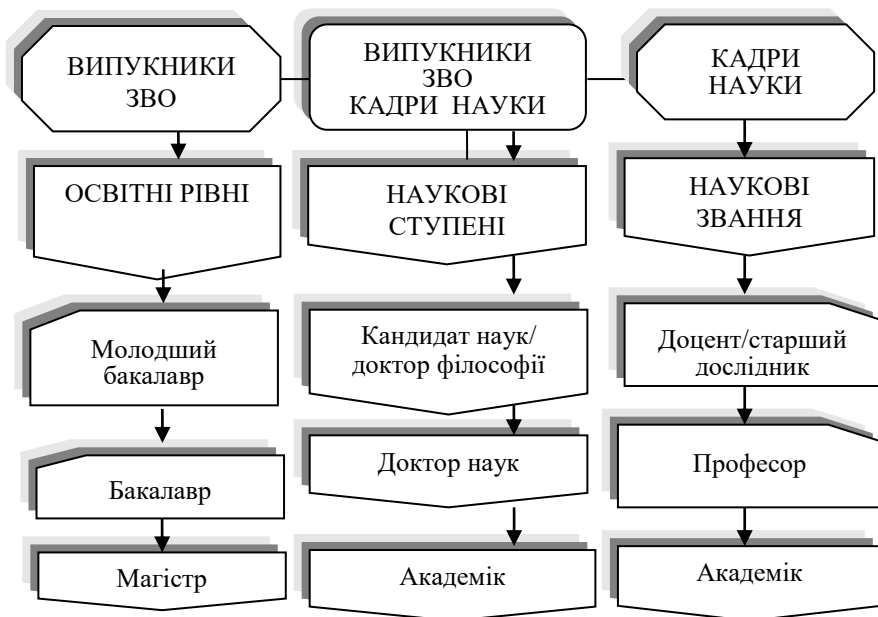 ВИПУКНИКИ
ЗВО
ВИПУКНИКИ
ЗВО
КАДРИ НАУКИ
КАДРИ
НАУКИ
ОСВІТНІ РІВНІ
НАУКОВІ
СТУПЕНІ
НАУКОВІ
ЗВАННЯ
Молодший
бакалавр
Кандидат наук/
доктор філософії
Доцент/старший
дослідник
Бакалавр
Доктор наук
Професор
Магістр
Академік
Академік